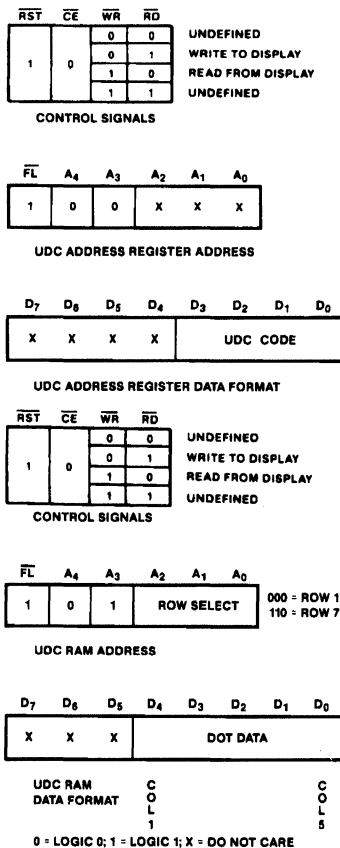 RST CE WR RD
0 0 UNDEFINED
1 0 0 1 WRITE TO DISPLAY
1 0 READ FROM DISPLAY
1 1 UNDEFINED
CONTROL SIGNALS
FL A4 A3 A2 A1 A0
1 0 0 X X X
UDC ADDRESS REGISTER ADDRESS
D7 D6 D5 D4 D3 D2 D1 D0
X X X X UDC CODE
UDC ADDRESS REGISTER DATA FORMAT
RST CE WR RD
0 0 UNDEFINED
1 0 0 1 WRITE TO DISPLAY
1 0 READ FROM DISPLAY
1 1 UNDEFINED
CONTROL SIGNALS
FL A4 A3 A2 A1 A0
1 0 1 ROW SELECT 000 = ROW 1
110 = ROW 7
UDC RAM ADDRESS
D7 D6 D5 D4 D3 D2 D1 D0
X X X DOT DATA
UDC RAM
DATA FORMAT
COL1
COL5
0 = LOGIC 0; 1 = LOGIC 1; X = DO NOT CARE